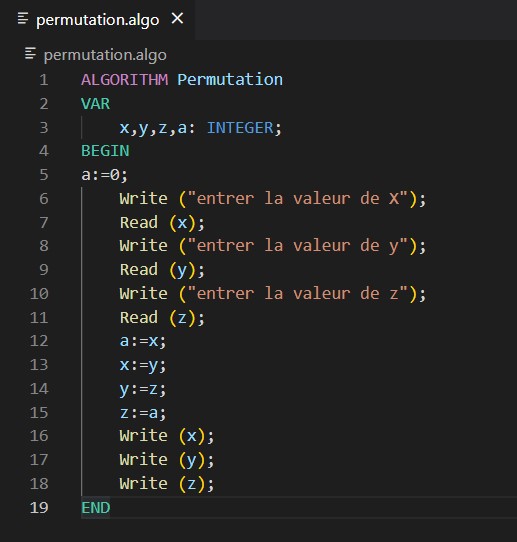 permutation.algo
permutation.algo
1 ALGORITHM Permutation
2 VAR
3 x,y,z,a: INTEGER;
4 BEGIN
5 a:=0;
6 Write ("entrer la valeur de X");
7 Read (x);
8 Write ("entrer la valeur de y");
9 Read (y);
10 Write ("entrer la valeur de z");
11 Read (z);
12 a:=x;
13 x:=y;
14 y:=z;
15 z:=a;
16 Write (x);
17 Write (y);
18 Write (z);
19 END